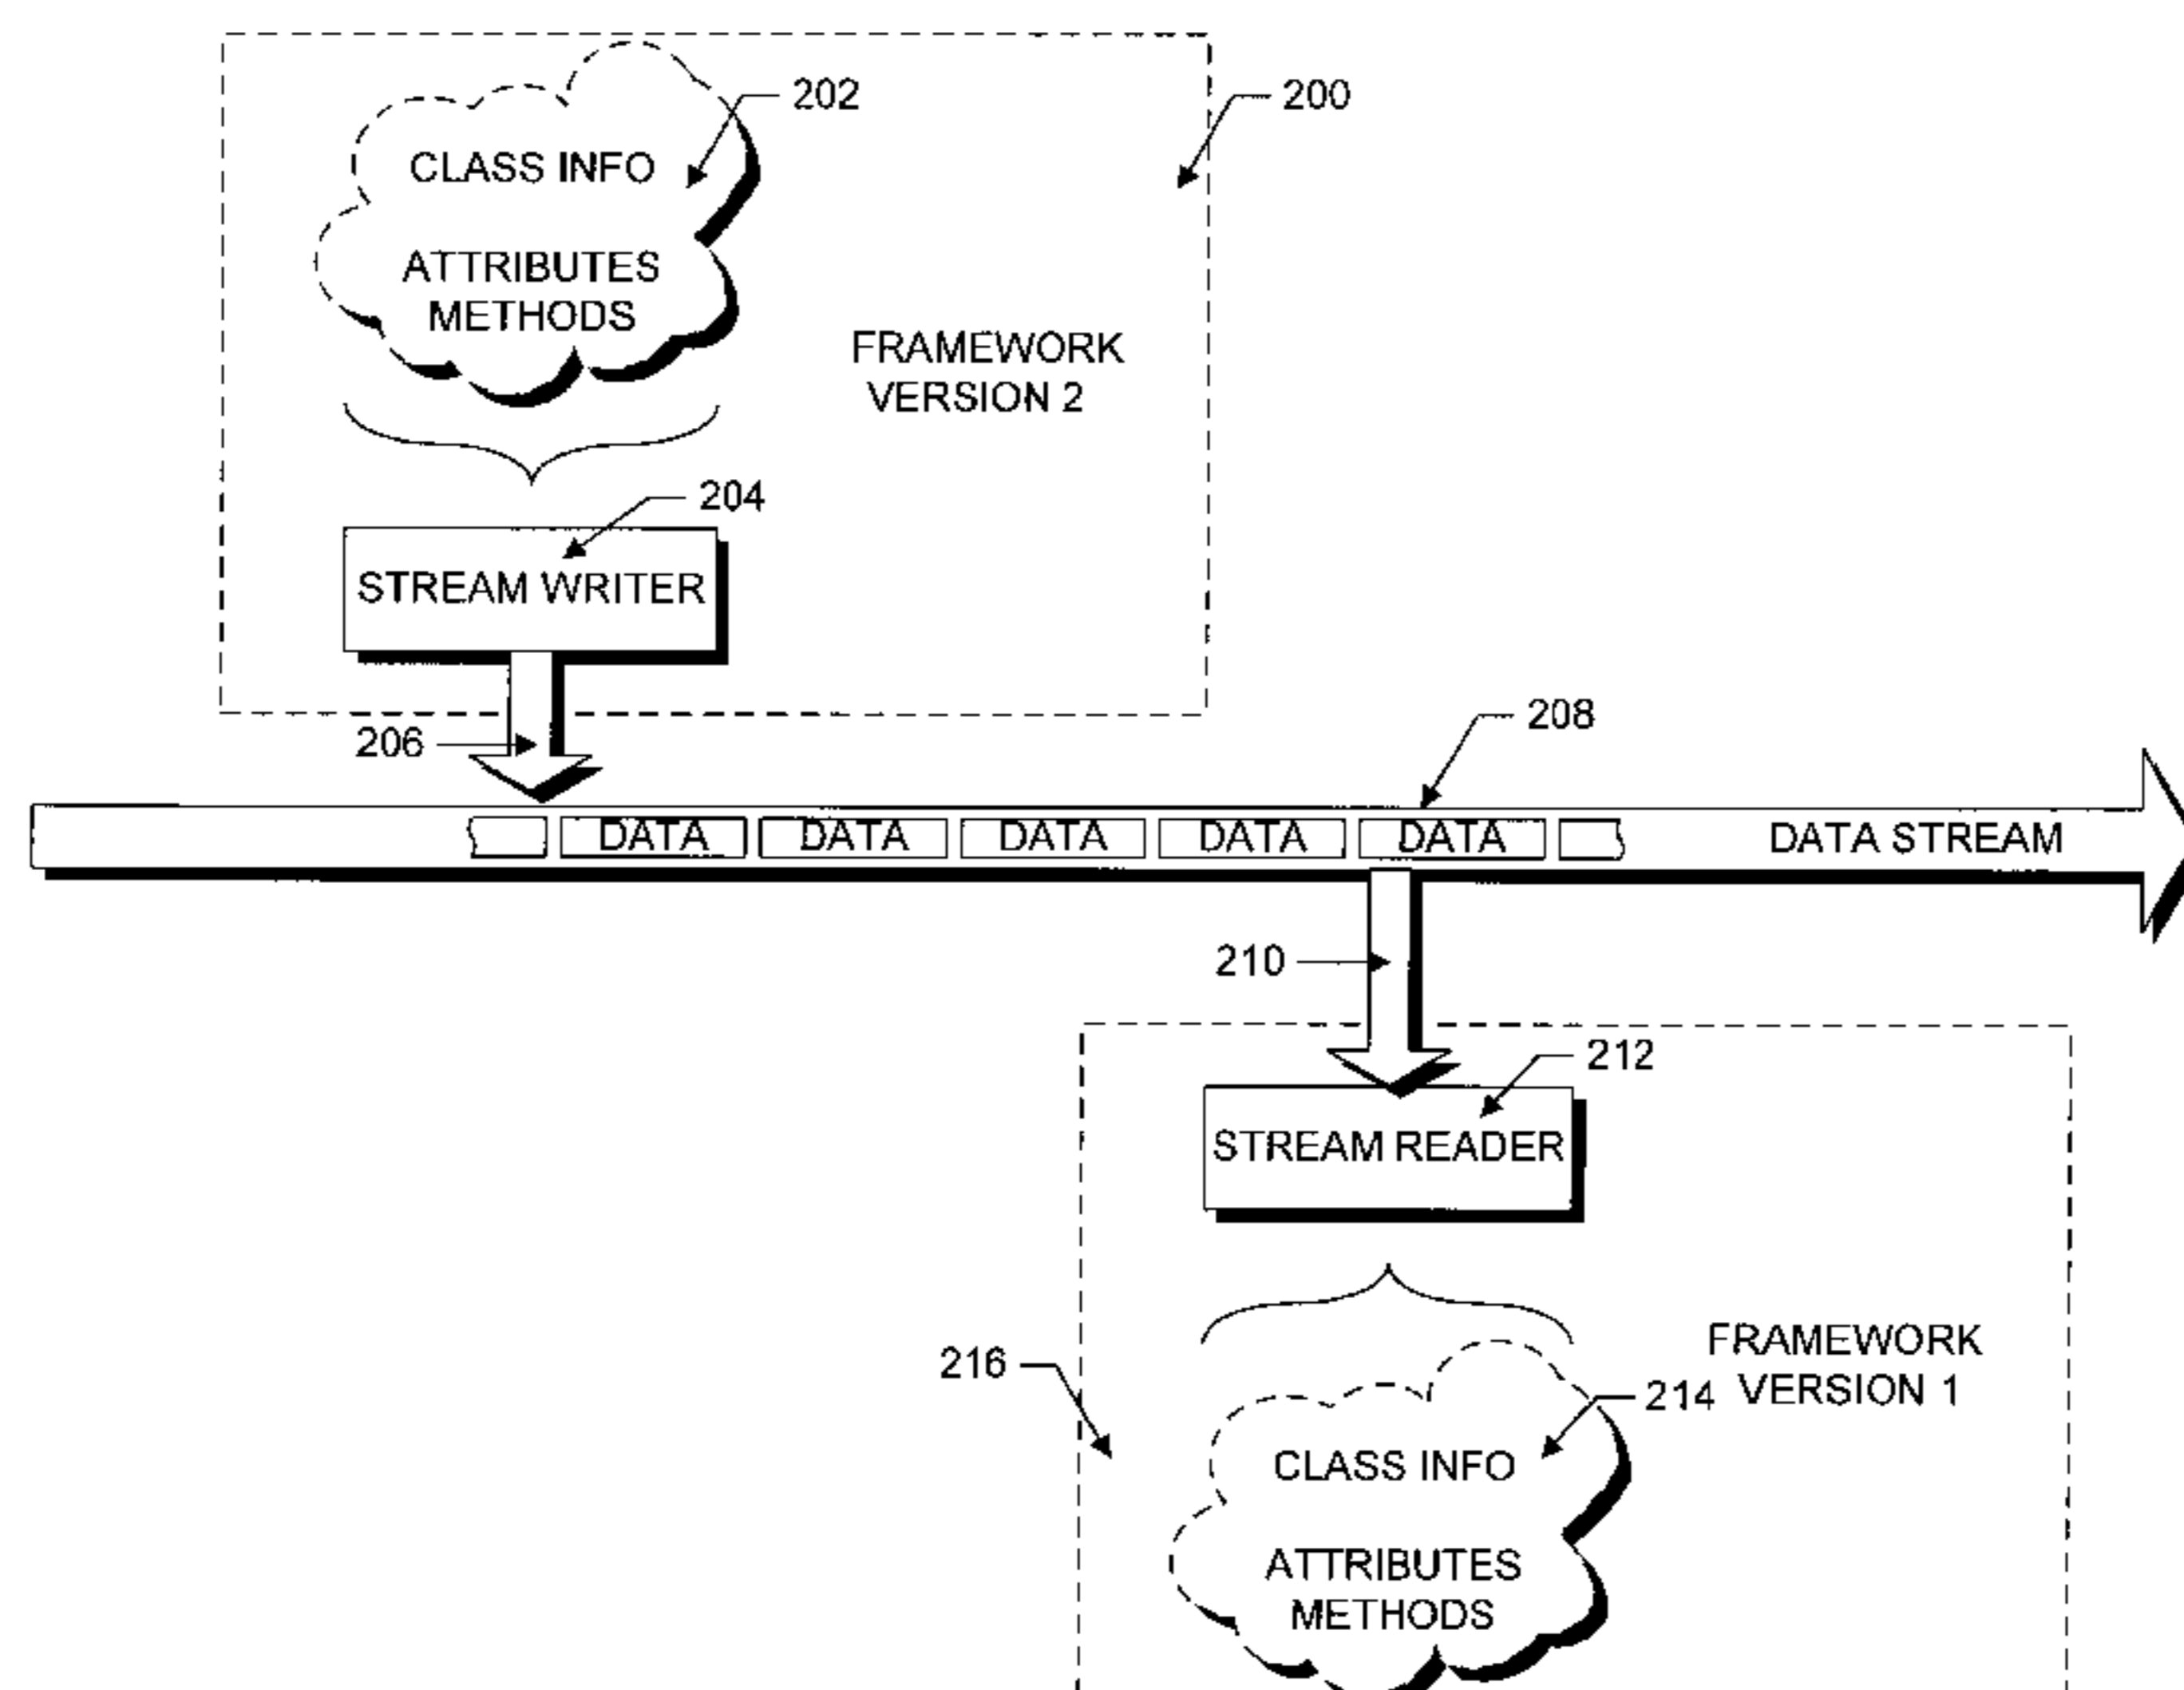 202
200
CLASS INFO
ATTRIBUTES
METHODS
FRAMEWORK
VERSION 2
204
STREAM WRITER
206
208
DATA DATA DATA DATA DATA DATA STREAM
210
212
STREAM READER
216
FRAMEWORK
214 VERSION 1
CLASS INFO
ATTRIBUTES
METHODS